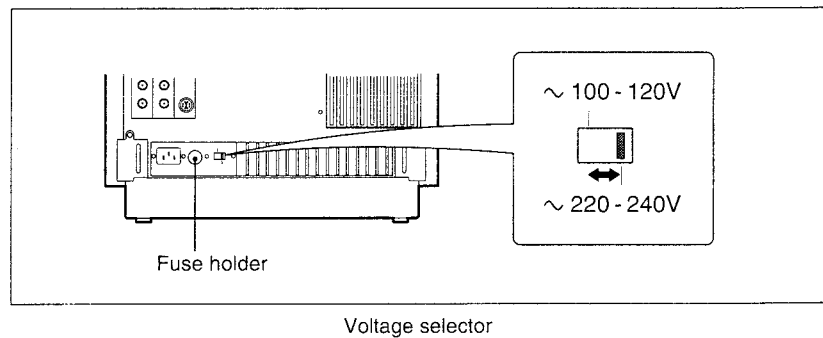 ∼ 100 - 120V
∼ 220 - 240V
Fuse holder
Voltage selector